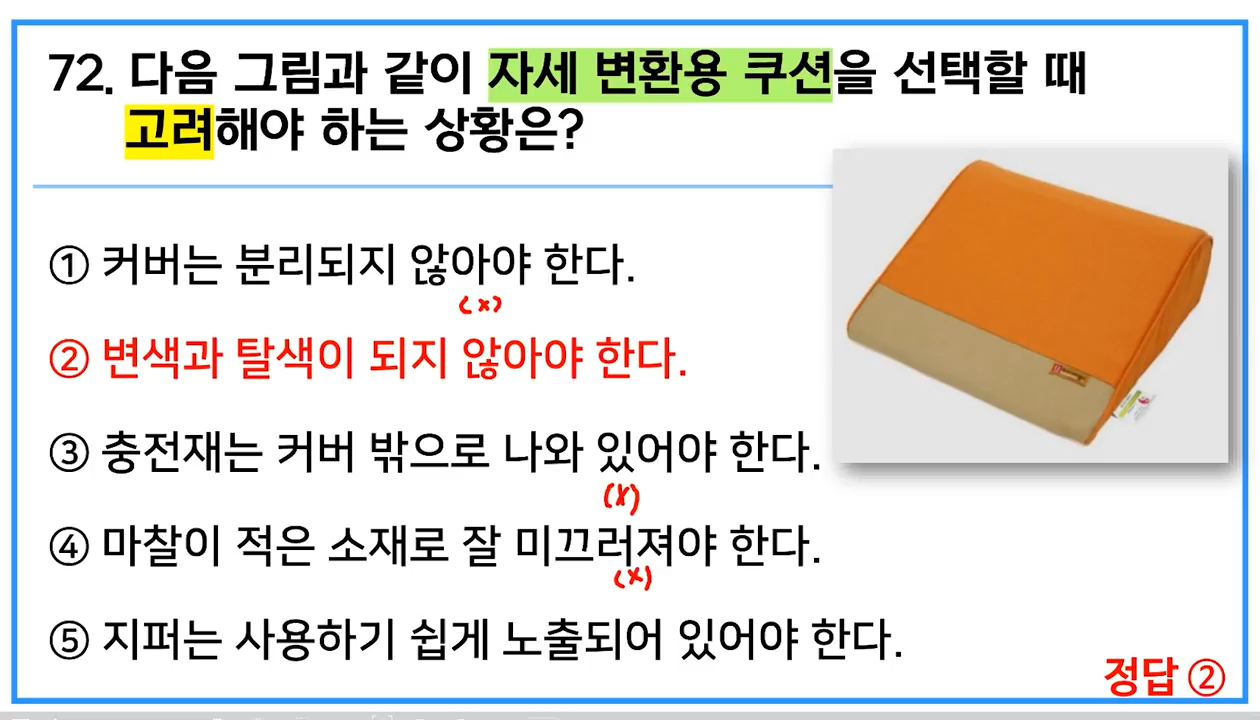 72. 다음 그림과 같이 자세 변환용 쿠션을 선택할 때
고려해야 하는 상황은?
① 커버는 분리되지 않아야 한다.
(x)
② 변색과 탈색이 되지 않아야 한다.
③ 충전재는 커버 밖으로 나와 있어야 한다.
(x)
④ 마찰이 적은 소재로 잘 미끄러져야 한다.
(x)
⑤ 지퍼는 사용하기 쉽게 노출되어 있어야 한다.
정답 ②